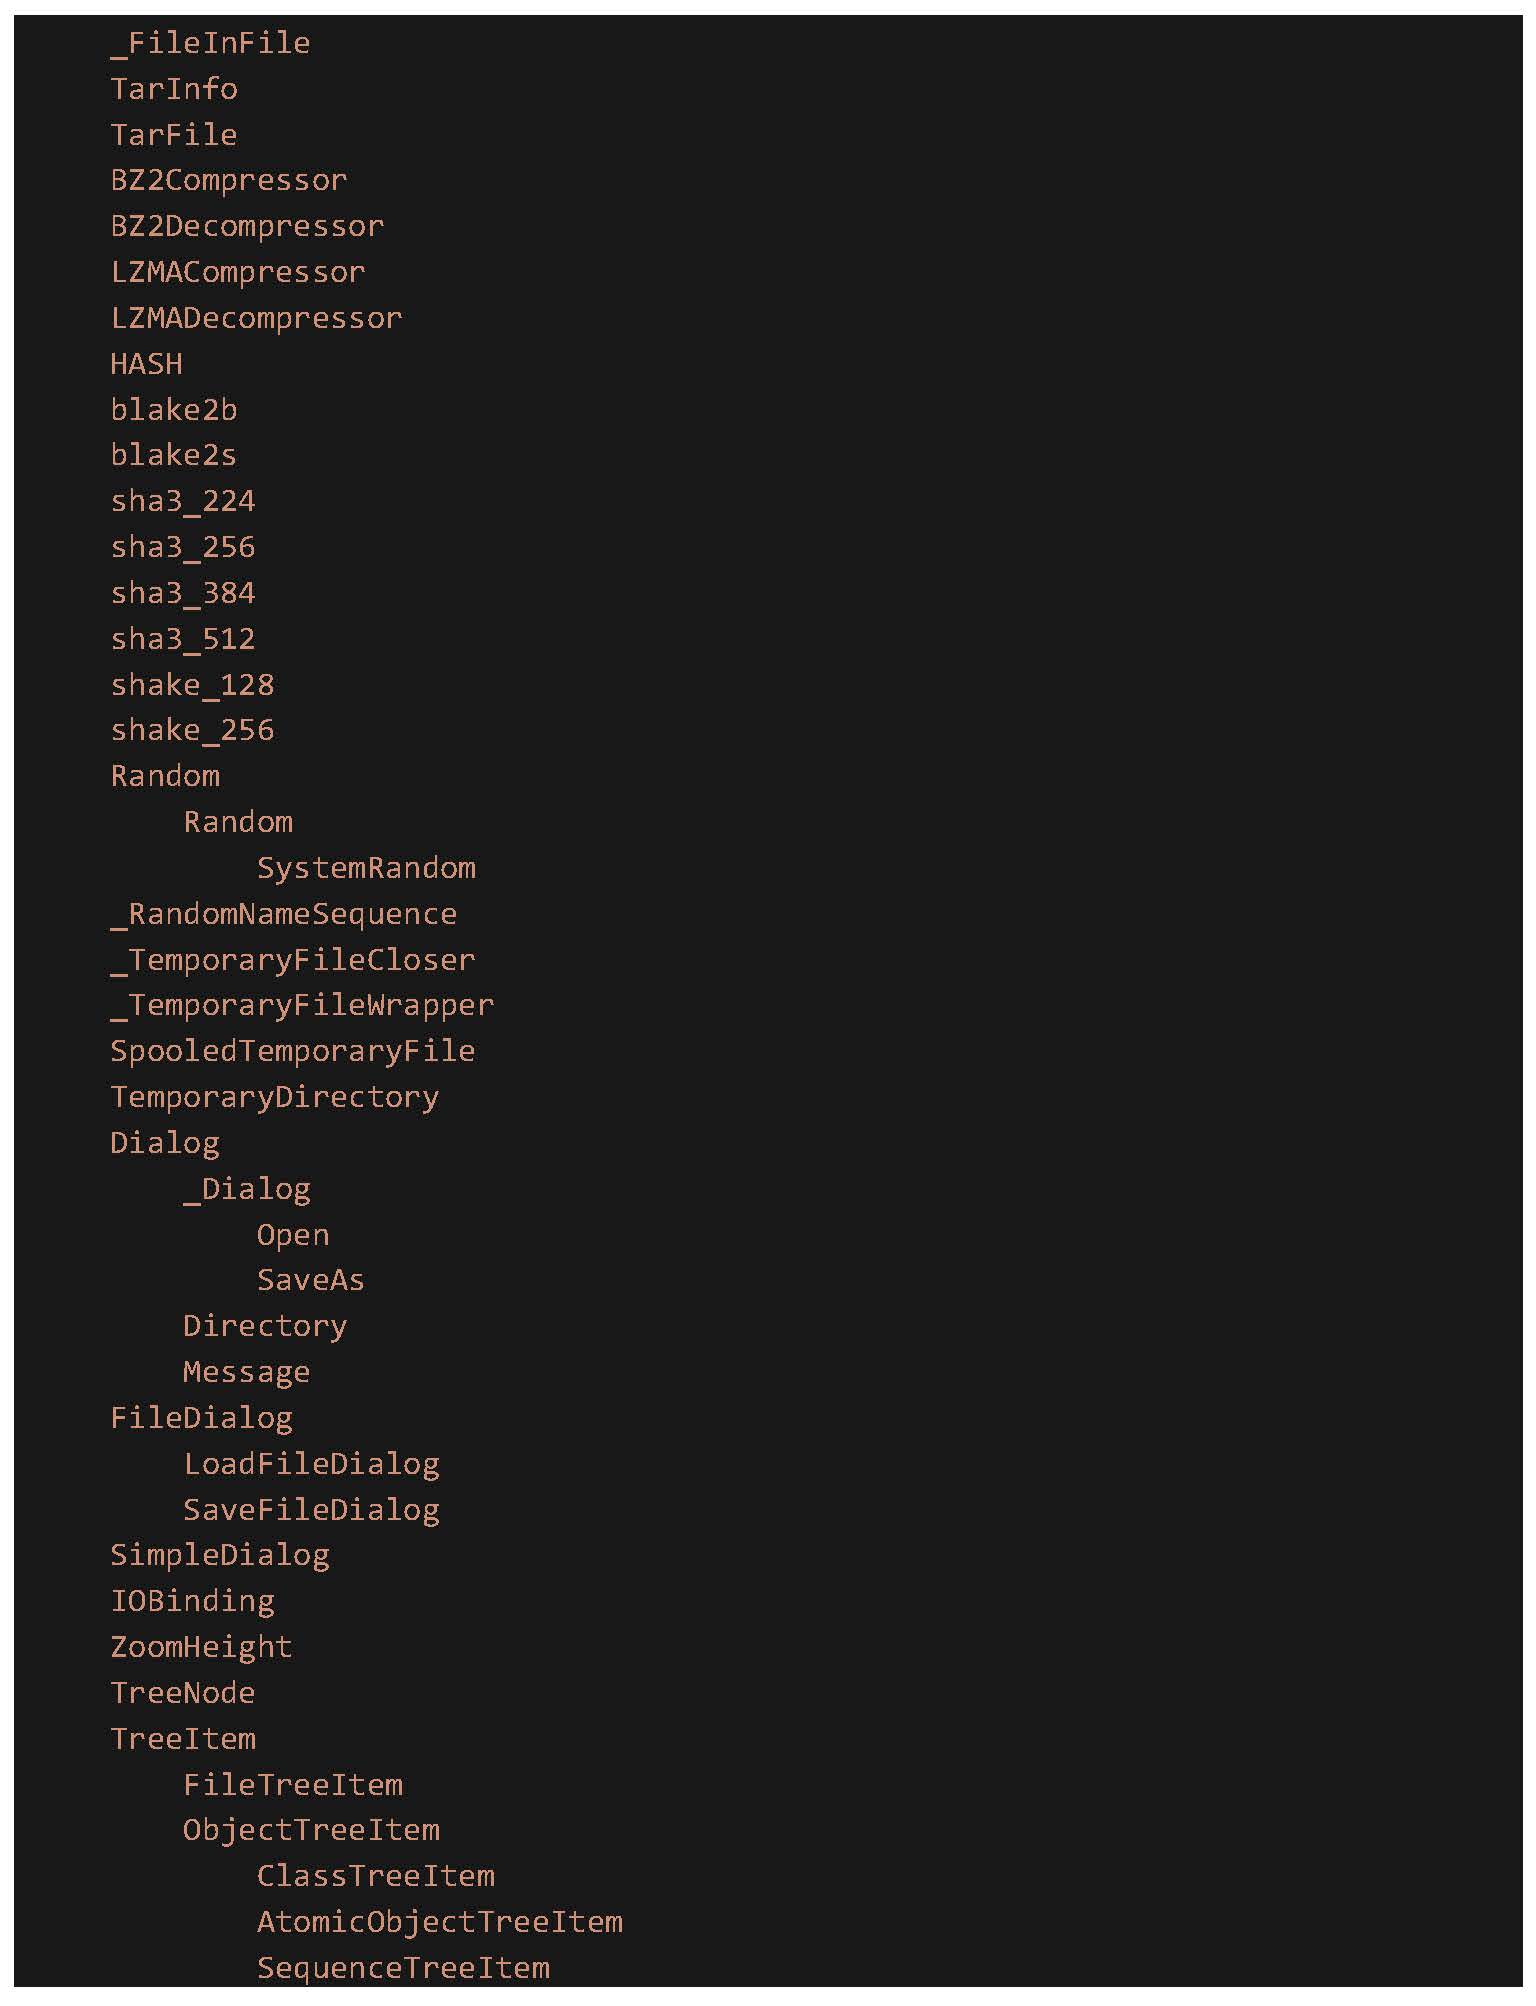 _FileInFile
TarInfo
TarFile
BZ2Compressor
BZ2Decompressor
LZMACompressor
LZMADecompressor
HASH
blake2b
blake2s
sha3_224
sha3_256
sha3_384
sha3_512
shake_128
shake_256
Random
    Random
        SystemRandom
_RandomNameSequence
_TemporaryFileCloser
_TemporaryFileWrapper
SpooledTemporaryFile
TemporaryDirectory
Dialog
    _Dialog
        Open
        SaveAs
    Directory
    Message
FileDialog
    LoadFileDialog
    SaveFileDialog
SimpleDialog
IOBinding
ZoomHeight
TreeNode
TreeItem
    FileTreeItem
    ObjectTreeItem
        ClassTreeItem
        AtomicObjectTreeItem
        SequenceTreeItem